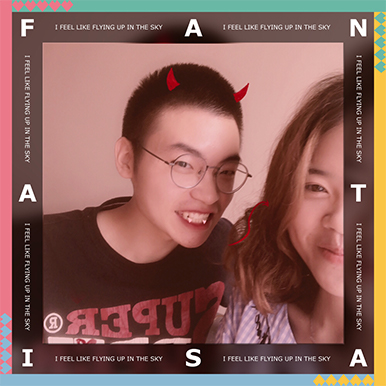 F A N
I FEEL LIKE FLYING UP IN THE SKY I FEEL LIKE FLYING UP IN THE SKY
I FEEL LIKE FLYING UP IN THE SKY
I FEEL LIKE FLYING UP IN THE SKY
A T
I FEEL LIKE FLYING UP IN THE SKY
I FEEL LIKE FLYING UP IN THE SKY
CUPER
®
I S A
I FEEL LIKE FLYING UP IN THE SKY I FEEL LIKE FLYING UP IN THE SKY